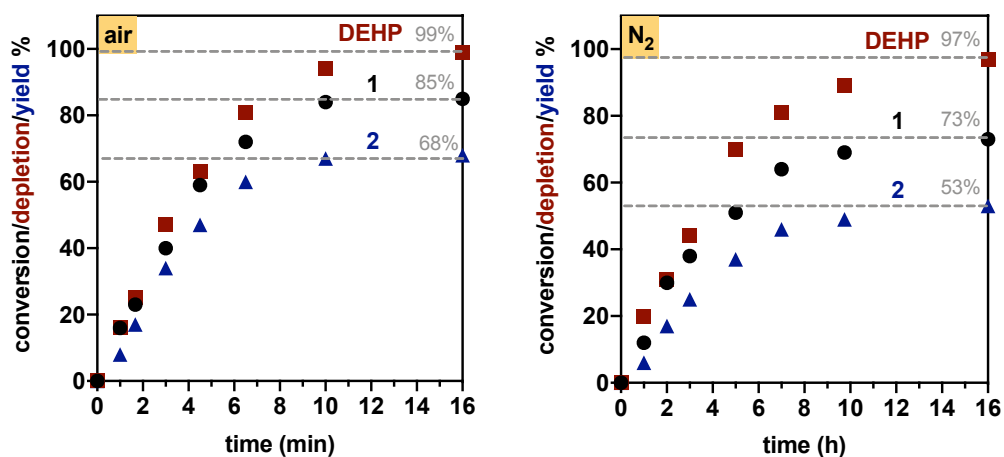 air
DEHP 99%
1 85%
2 68%
100
80
60
40
20
0
0 2 4 6 8 10 12 14 16
time (min)
conversion/depletion/yield %
N2
DEHP 97%
1 73%
2 53%
100
80
60
40
20
0
0 2 4 6 8 10 12 14 16
time (h)
conversion/depletion/yield %